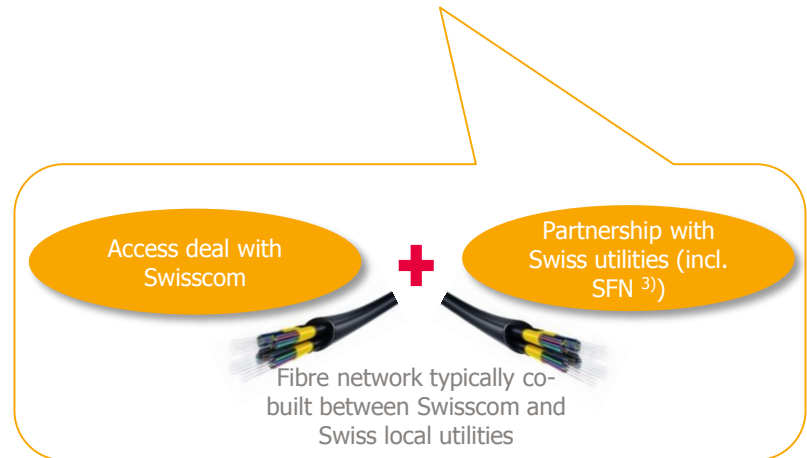 Access deal with
Swisscom
Partnership with
Swiss utilities (incl.
SFN 3))
Fibre network typically co-
built between Swisscom and
Swiss local utilities